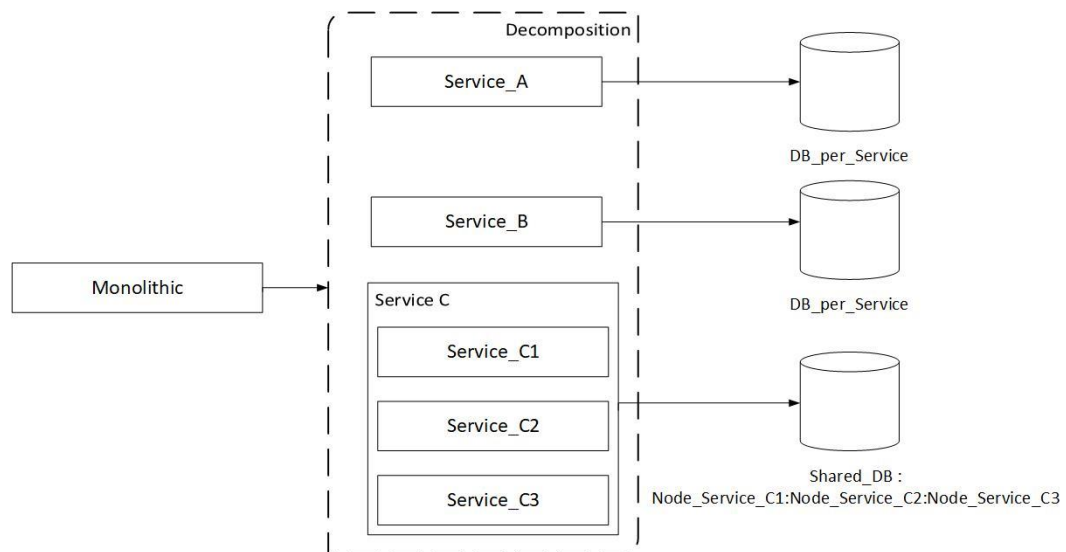 Decomposition
Service_A
DB_per_Service
Service_B
DB_per_Service
Monolithic
Service C
Service_C1
Service_C2
Service_C3
Shared_DB :
Node_Service_C1:Node_Service_C2:Node_Service_C3